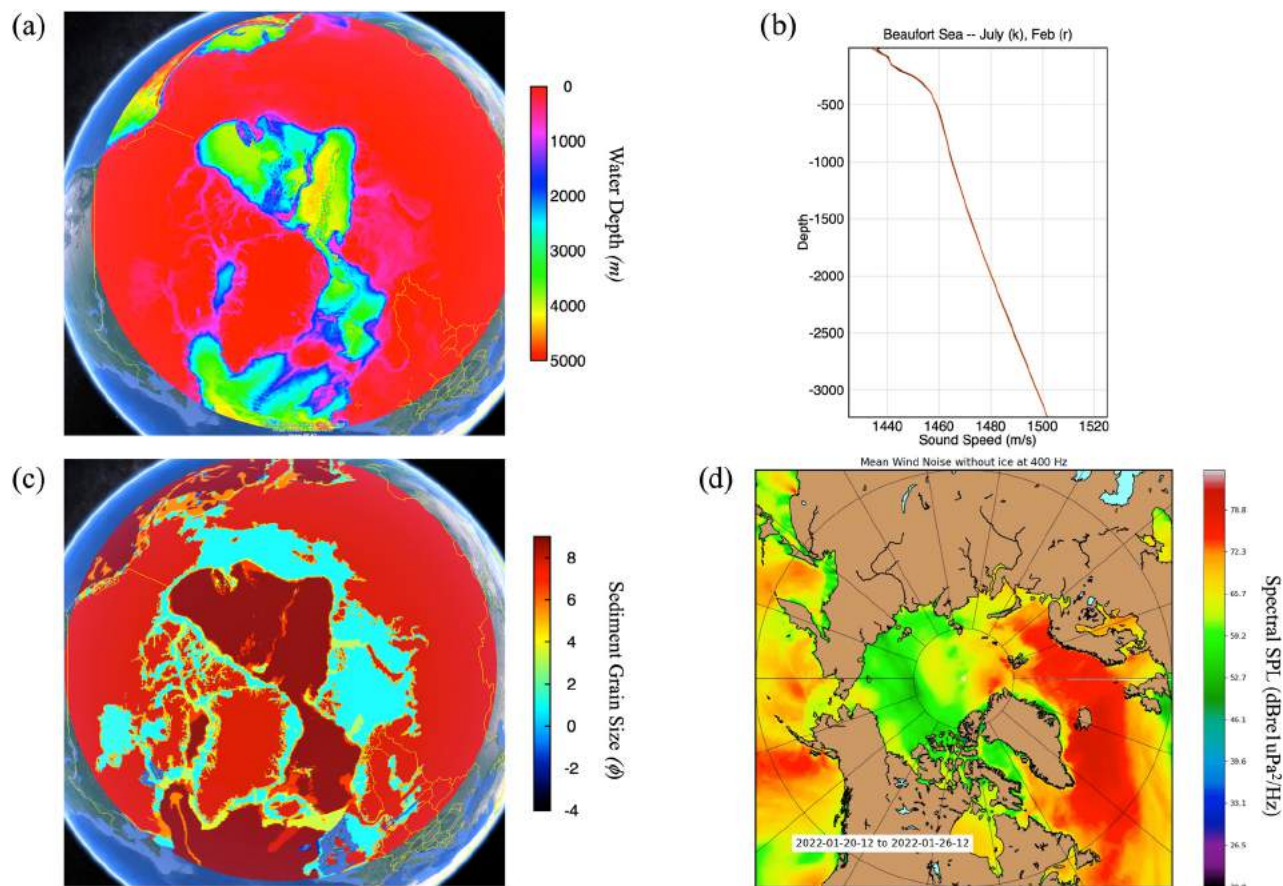 (a)
0
1000
2000
3000
4000
5000
Water Depth (m)
(b)
Beaufort Sea -- July (k), Feb (r)
-500
-1000
-1500
-2000
-2500
-3000
Depth
1440 1460 1480 1500 1520
Sound Speed (m/s)
(c)
8
6
4
2
0
-2
-4
Sediment Grain Size (ϕ)
(d)
Mean Wind Noise without ice at 400 Hz
2022-01-20-12 to 2022-01-26-12
78.8
72.3
65.7
59.2
52.7
46.1
39.6
33.1
26.5
Spectral SPL (dBre1uPa²/Hz)